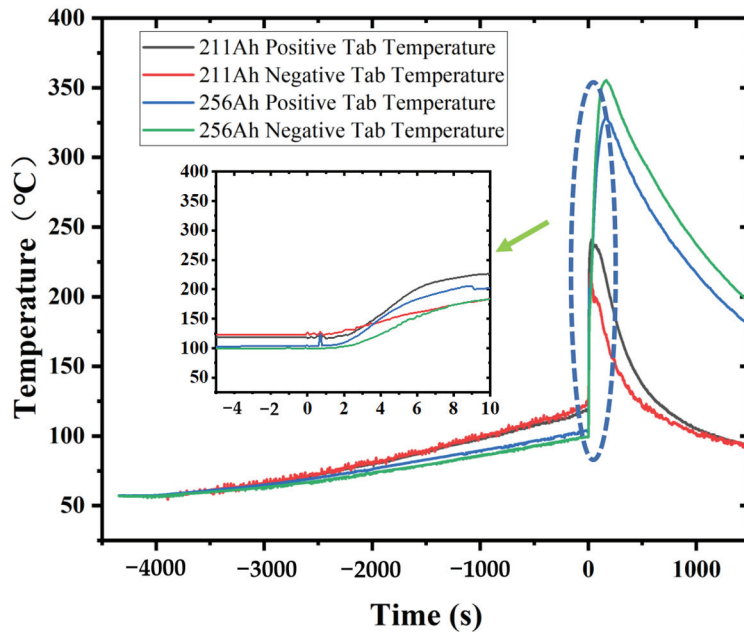 400
350
300
250
200
150
100
50
Temperature (℃)
211Ah Positive Tab Temperature
211Ah Negative Tab Temperature
256Ah Positive Tab Temperature
256Ah Negative Tab Temperature
400
350
300
250
200
150
100
50
−4 −2 0 2 4 6 8 10
−4000 −3000 −2000 −1000 0 1000
Time (s)